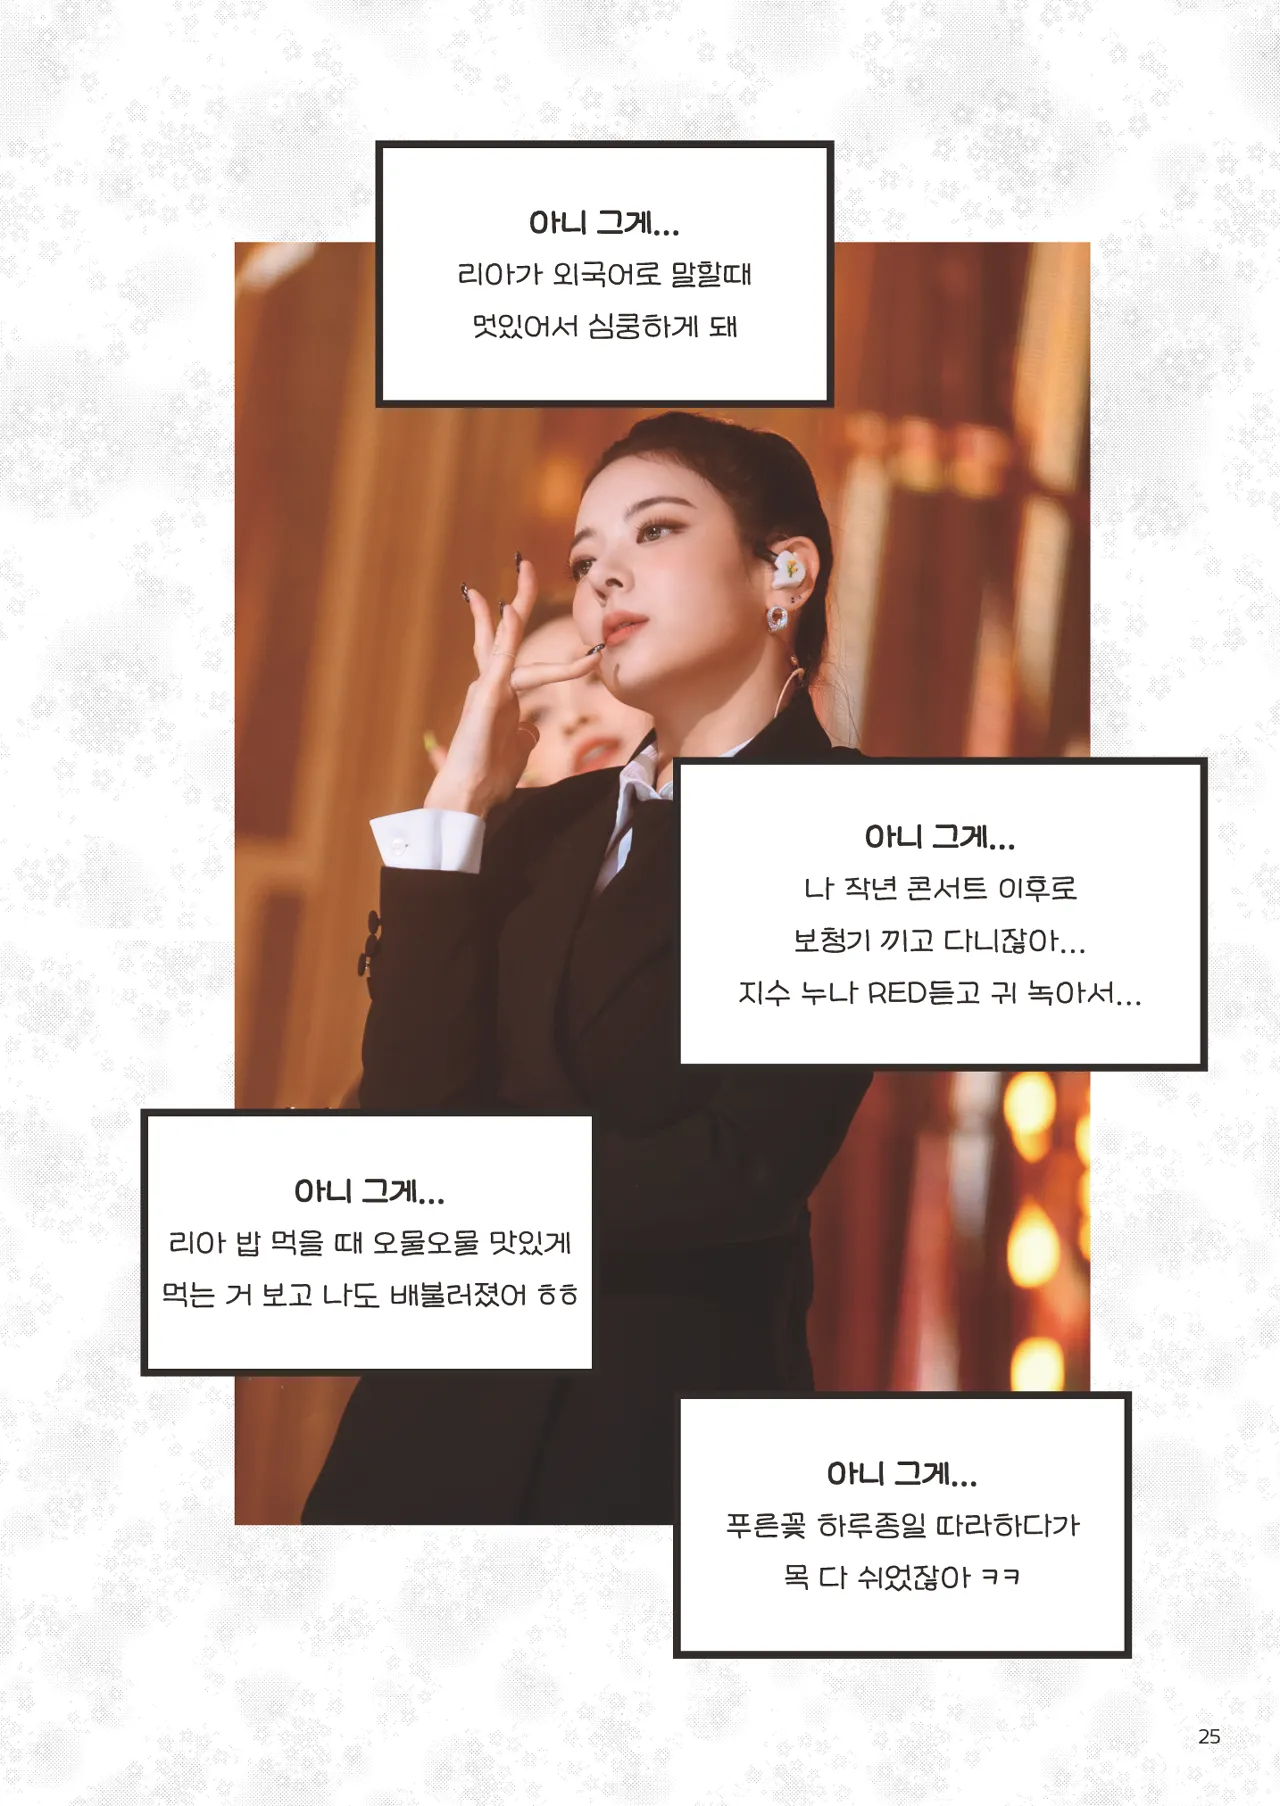 아니 그게...
리아가 외국어로 말할때
멋있어서 심쿵하게 돼
아니 그게...
나 작년 콘서트 이후로
보청기 끼고 다니잖아...
지수 누나 RED듣고 귀 녹아서...
아니 그게...
리아 밥 먹을 때 오물오물 맛있게
먹는 거 보고 나도 배불러졌어 ㅎㅎ
아니 그게...
푸른꽃 하루종일 따라하다가
목 다 쉬었잖아 ㅋㅋ
25